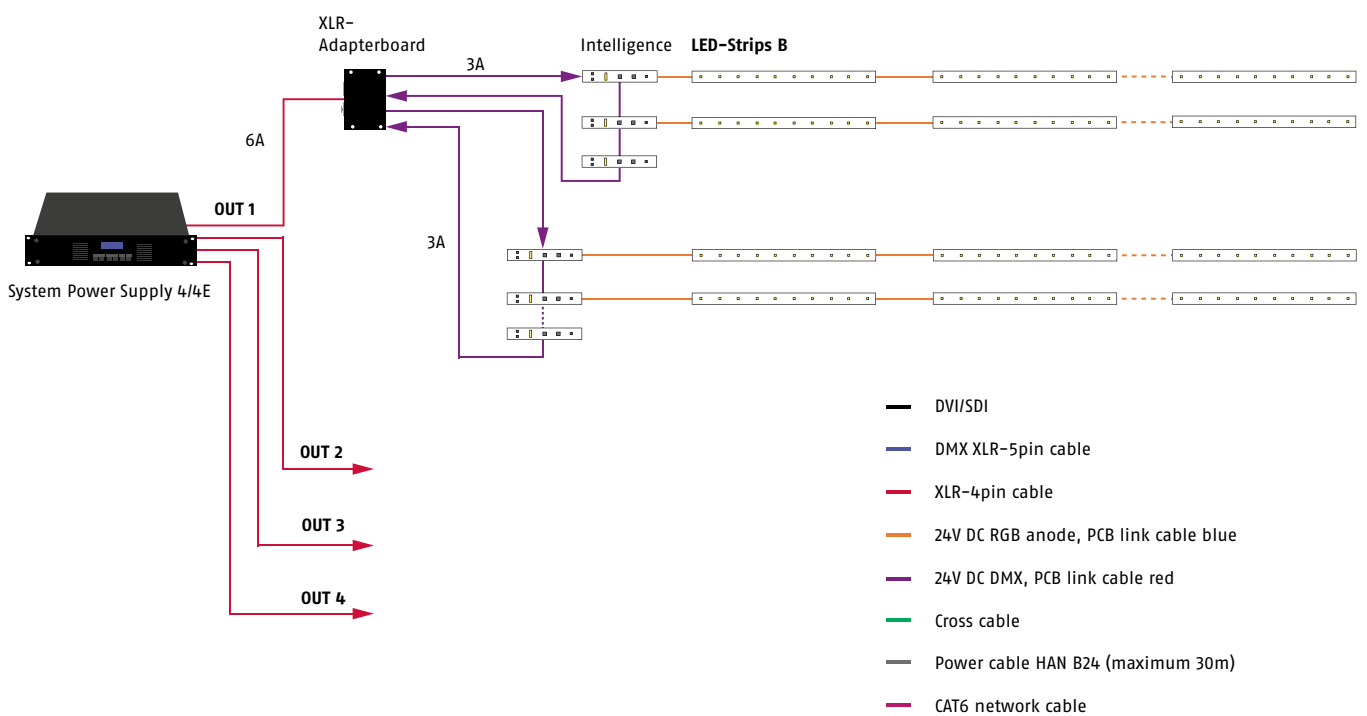 XLR-
Adapterboard
Intelligence LED-Strips B
3A
6A
OUT 1
3A
System Power Supply 4/4E
OUT 2
OUT 3
OUT 4
DVI/SDI
DMX XLR-5pin cable
XLR-4pin cable
24V DC RGB anode, PCB link cable blue
24V DC DMX, PCB link cable red
Cross cable
Power cable HAN B24 (maximum 30m)
CAT6 network cable